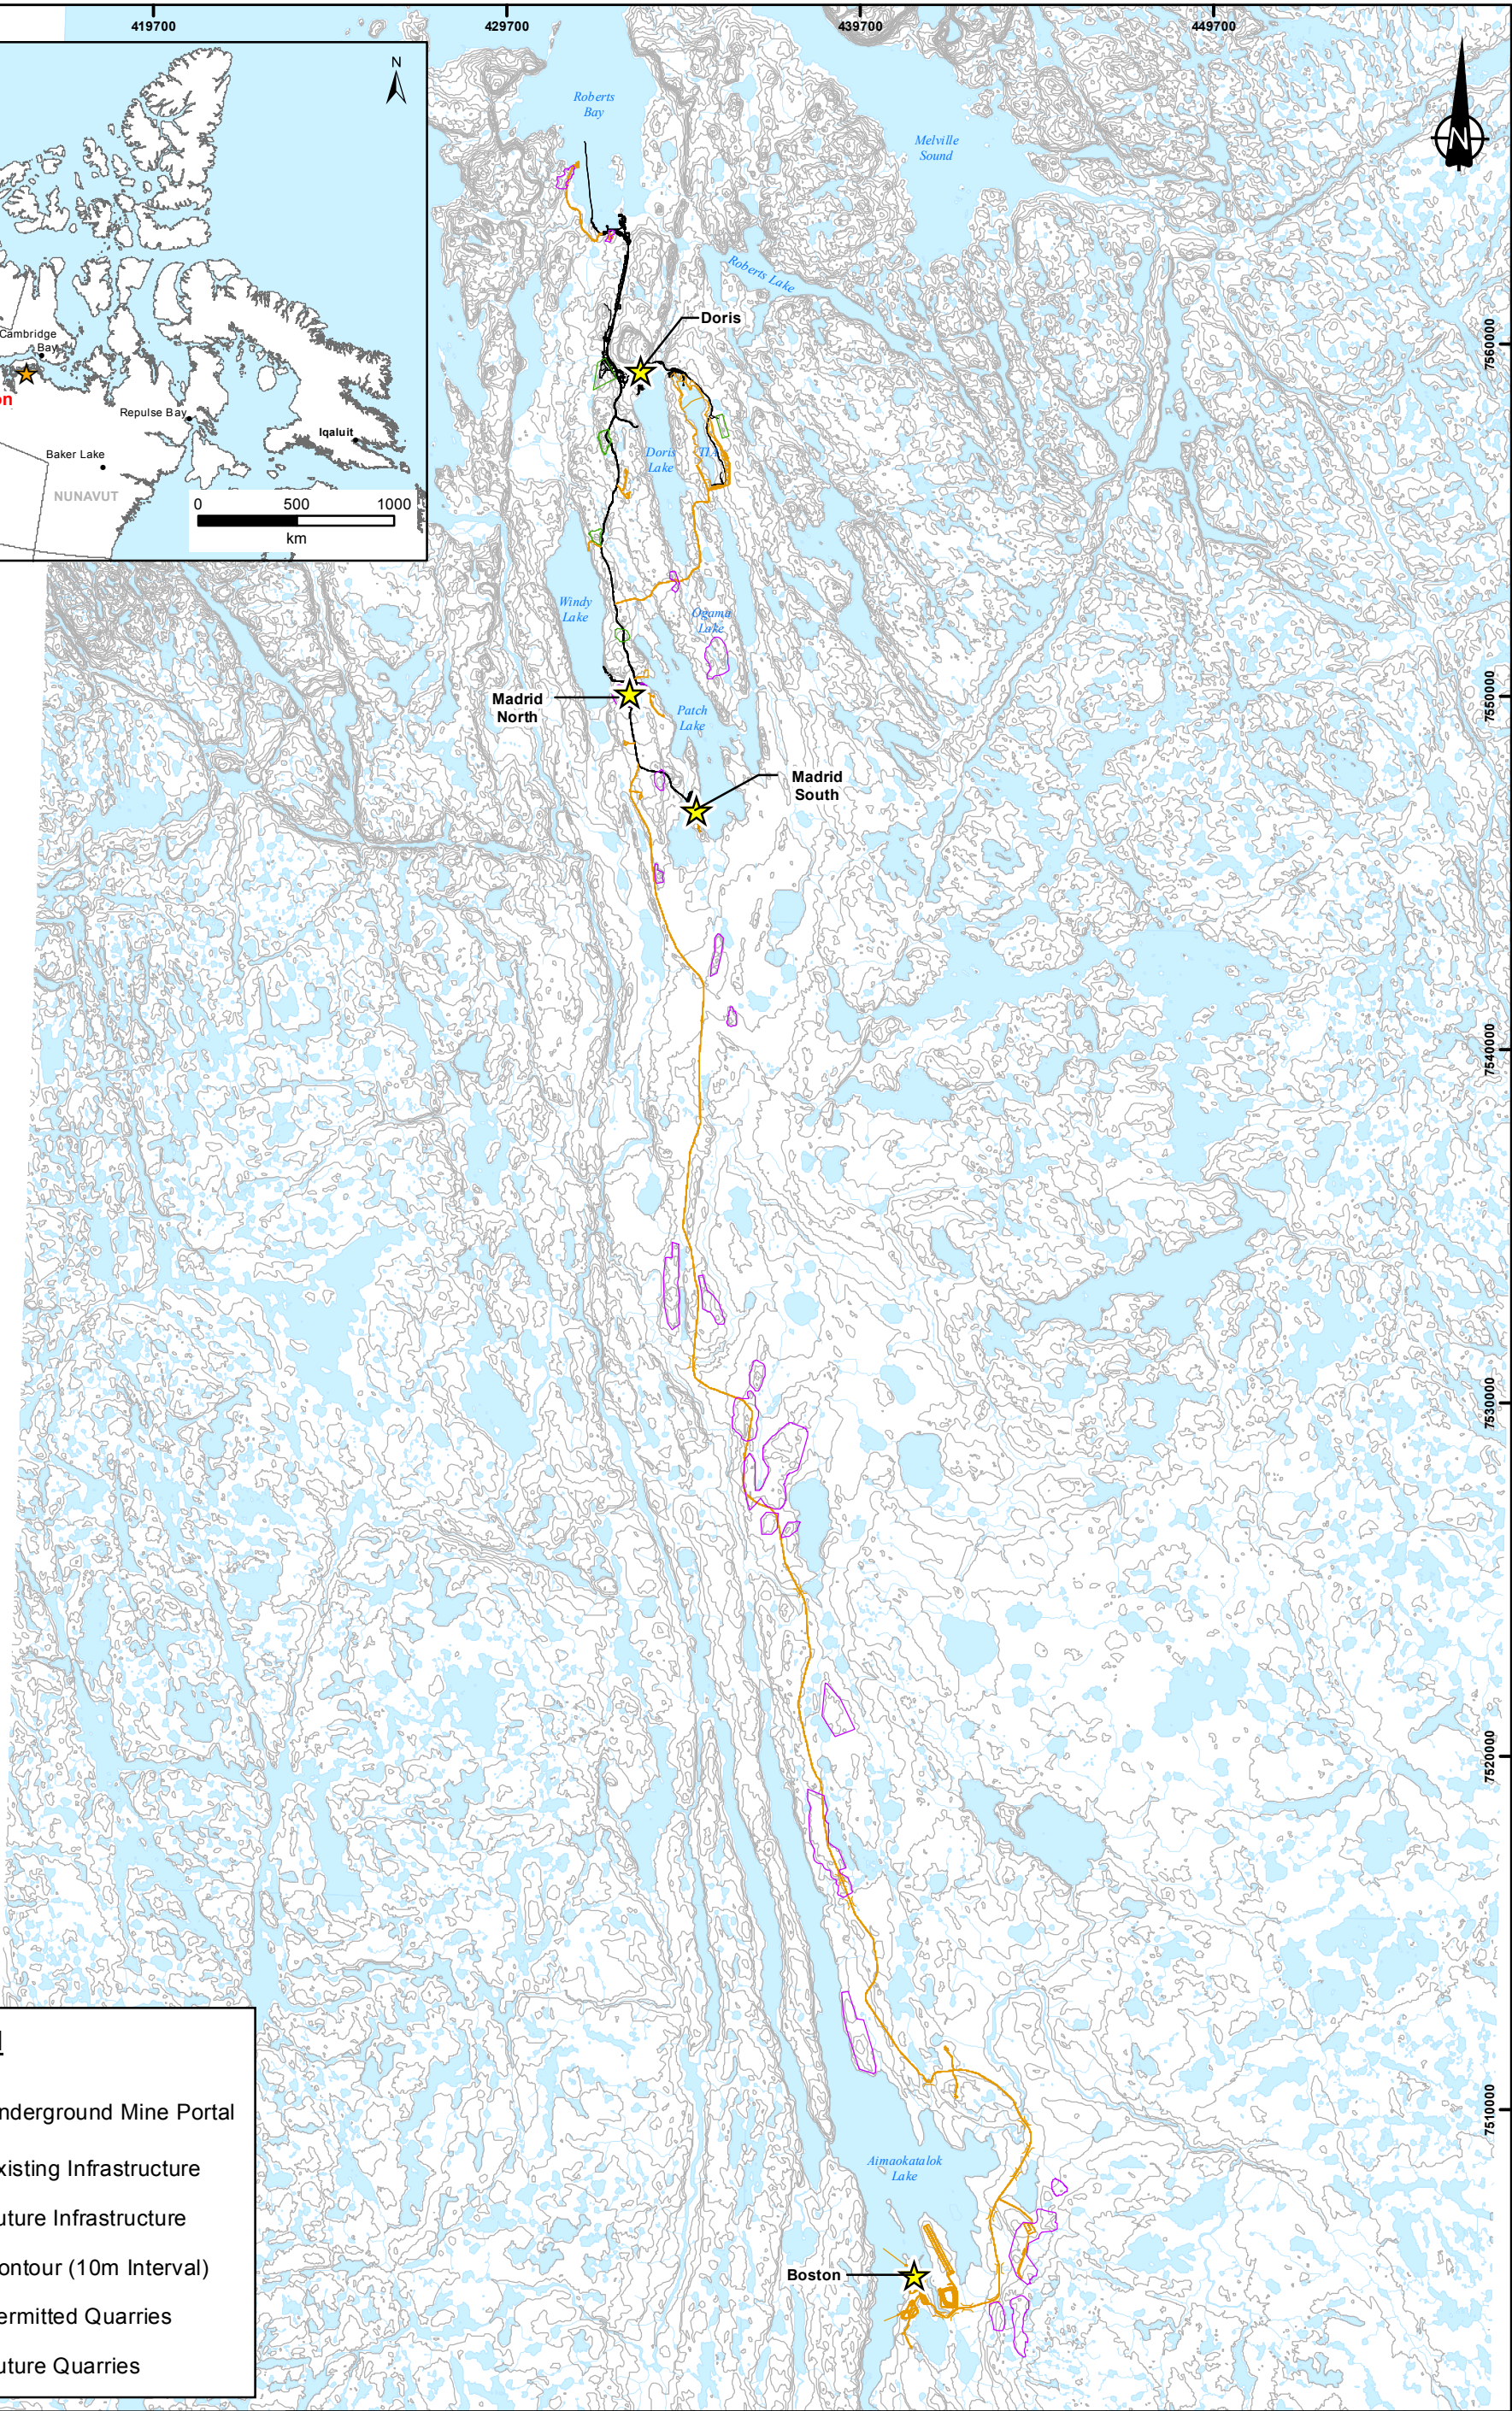 419700
429700
439700
449700
N
N
Cambridge
Bay
on
Repulse Bay
Iqaluit
Baker Lake
NUNAVUT
0 500 1000
km
Roberts
Bay
Melville
Sound
Roberts Lake
Doris
7560000
Doris
Lake
TIA
Windy
Lake
Ogama
Lake
Madrid
North
7550000
Patch
Lake
Madrid
South
7540000
7530000
7520000
7510000
Aimaokatalok
Lake
Boston
nderground Mine Portal
xisting Infrastructure
uture Infrastructure
ontour (10m Interval)
ermitted Quarries
uture Quarries